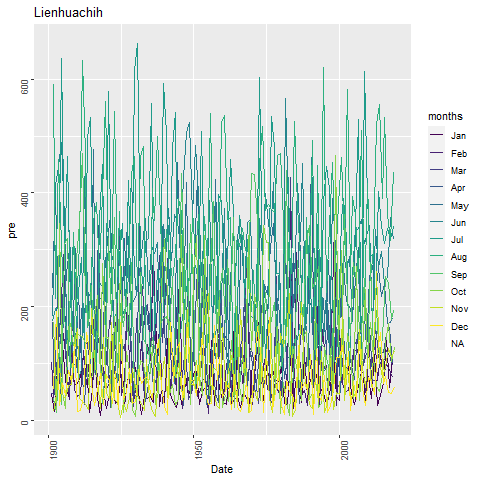 Lienhuachih
pre
600
400
200
0
1900
1950
2000
Date
months
Jan
Feb
Mar
Apr
May
Jun
Jul
Aug
Sep
Oct
Nov
Dec
NA